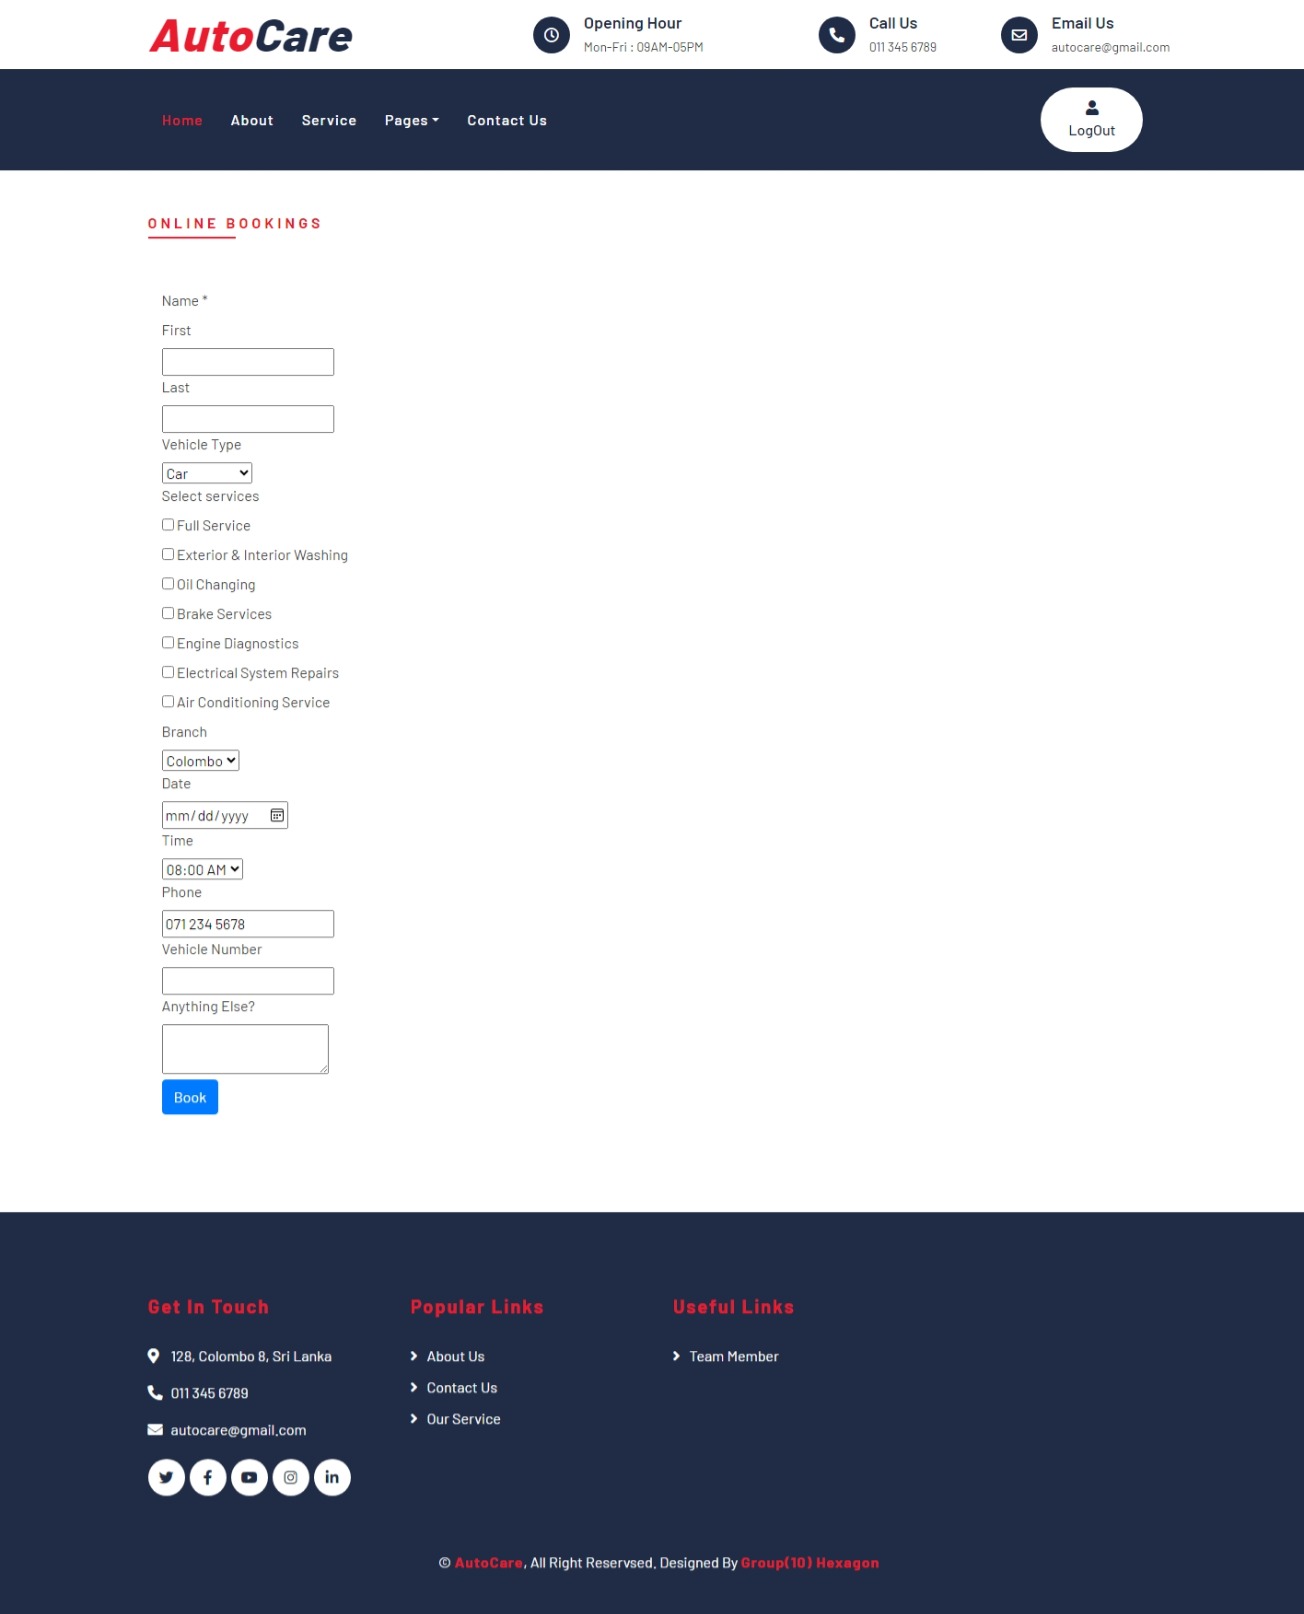 AutoCare
Opening Hour
Mon-Fri : 09AM-05PM
Call Us
011 345 6789
Email Us
autocare@gmail.com
Home About Service Pages Contact Us
LogOut
ONLINE BOOKINGS
Name *
First
Last
Vehicle Type
Car
Select services
Full Service
Exterior & Interior Washing
Oil Changing
Brake Services
Engine Diagnostics
Electrical System Repairs
Air Conditioning Service
Branch
Colombo
Date
mm/dd/yyyy
Time
08:00 AM
Phone
071 234 5678
Vehicle Number
Anything Else?
Book
Get In Touch
128, Colombo 8, Sri Lanka
011 345 6789
autocare@gmail.com
Popular Links
About Us
Contact Us
Our Service
Useful Links
Team Member
© AutoCare, All Right Reservsed. Designed By Group(10) Hexagon